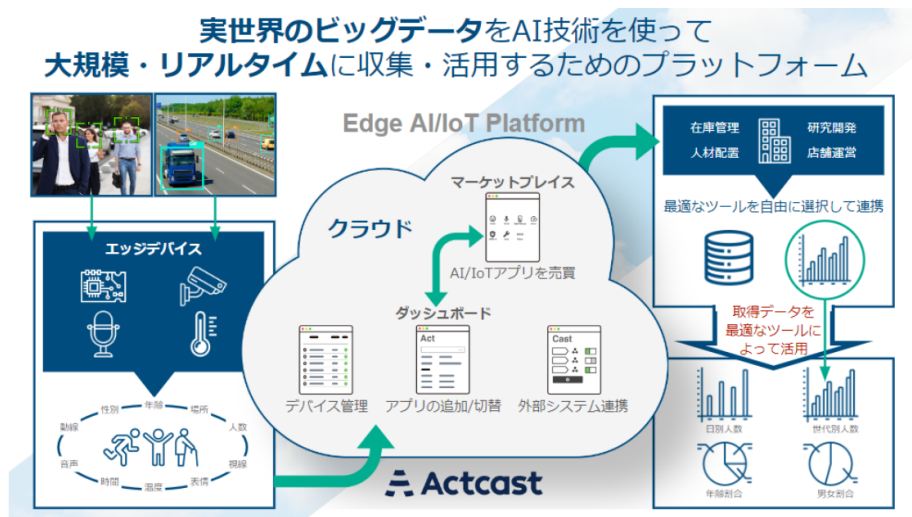 実世界のビッグデータをAI技術を使って
大規模・リアルタイムに収集・活用するためのプラットフォーム
Edge AI/IoT Platform
エッジデバイス
年齢
性別
場所
動線
人数
音声
視線
時間
温度
表情
クラウド
マーケットプレイス
AI/IoTアプリを売買
ダッシュボード
Act
Cast
デバイス管理
アプリの追加/切替
外部システム連携
Actcast
在庫管理
研究開発
人材配置
店舗運営
最適なツールを自由に選択して連携
取得データを
最適なツールに
よって活用
日別人数
世代別人数
年齢割合
男女割合